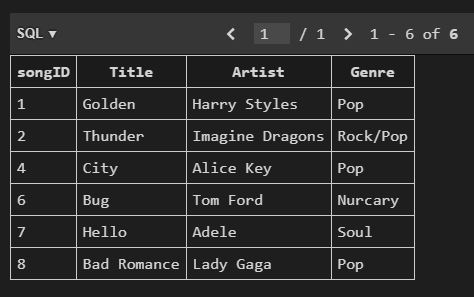 SQL ▼ < 1 / 1 > 1 - 6 of 6
songID Title Artist Genre
1 Golden Harry Styles Pop
2 Thunder Imagine Dragons Rock/Pop
4 City Alice Key Pop
6 Bug Tom Ford Nurcary
7 Hello Adele Soul
8 Bad Romance Lady Gaga Pop